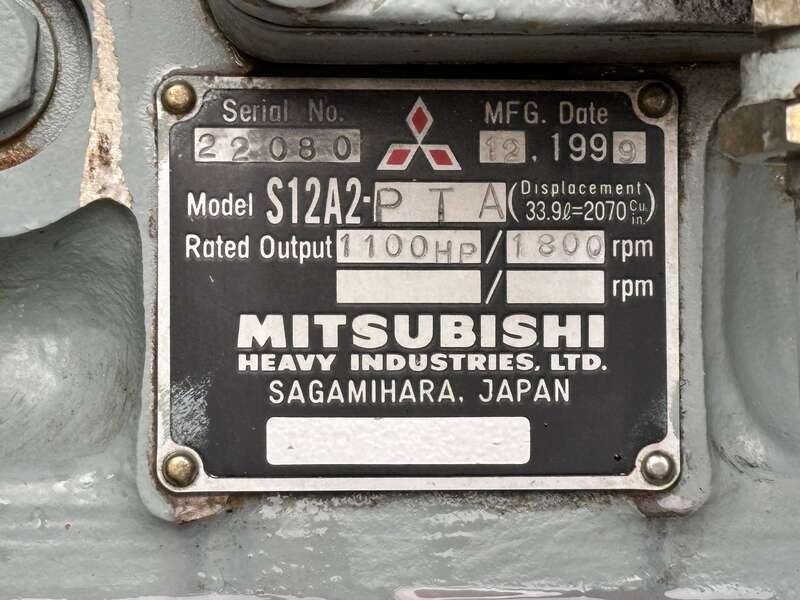 Serial No. MFG. Date
22080 12, 1999
Model S12A2-PTA (Displacement 33.9ℓ=2070 Cu. in.)
Rated Output 1100HP / 1800 rpm
/ rpm
MITSUBISHI
HEAVY INDUSTRIES, LTD.
SAGAMIHARA, JAPAN